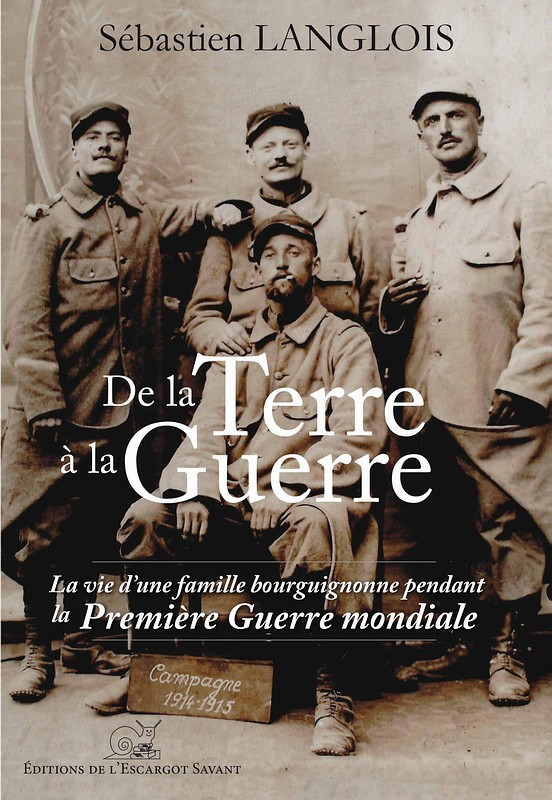 Sébastien LANGLOIS
De la Terre
à la Guerre
La vie d'une famille bourguignonne pendant
la Première Guerre mondiale
Campagne
1914-1915
ÉDITIONS DE L'ESCARGOT SAVANT